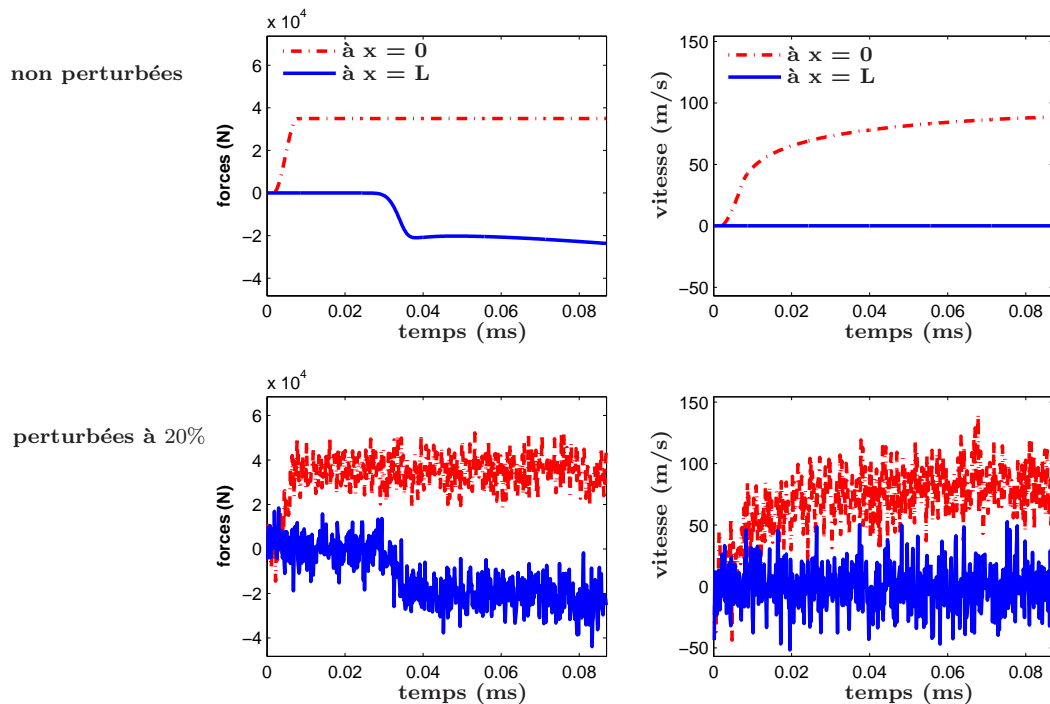 non perturbées
x 10⁴
forces (N)
6
4
2
0
−2
−4
à x = 0
à x = L
0 0.02 0.04 0.06 0.08
temps (ms)
vitesse (m/s)
150
100
50
0
−50
à x = 0
à x = L
0 0.02 0.04 0.06 0.08
temps (ms)
perturbées à 20%
x 10⁴
forces (N)
6
4
2
0
−2
−4
0 0.02 0.04 0.06 0.08
temps (ms)
vitesse (m/s)
150
100
50
0
−50
0 0.02 0.04 0.06 0.08
temps (ms)